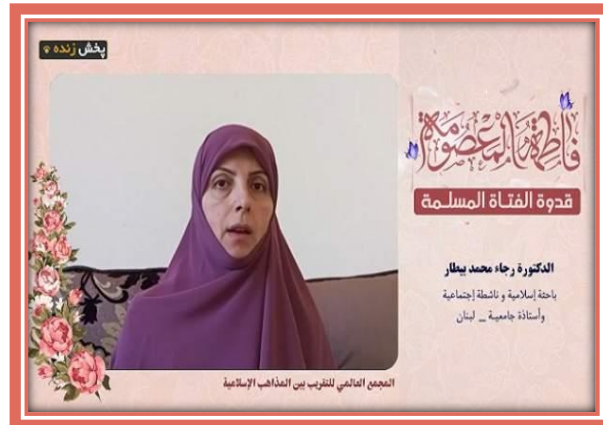 پخش زنده
فاطمة المعصومة
قدوة الفتاة المسلمة
الدكتورة رجاء محمد بيطار
باحثة إسلامية و ناشطة إجتماعية
وأستاذة جامعية _ لبنان
المجمع العالمي للتقريب بين المذاهب الإسلامية